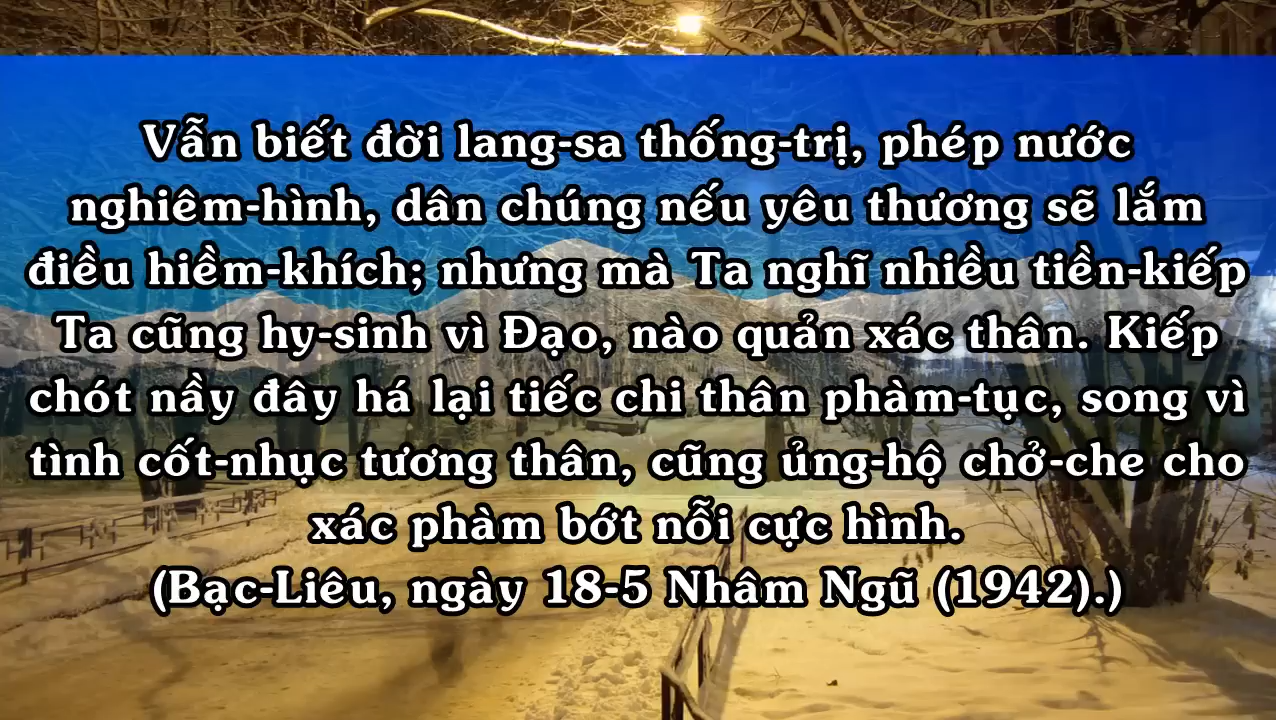 Vẫn biết đời lang-sa thống-trị, phép nước
nghiêm-hình, dân chúng nếu yêu thương sẽ lắm
điều hiềm-khích; nhưng mà Ta nghĩ nhiều tiền-kiếp
Ta cũng hy-sinh vì Đạo, nào quản xác thân. Kiếp
chót nầy đây há lại tiếc chi thân phàm-tục, song vì
tình cốt-nhục tương thân, cũng ủng-hộ chở-che cho
xác phàm bớt nỗi cực hình.
(Bạc-Liêu, ngày 18-5 Nhâm Ngũ (1942).)